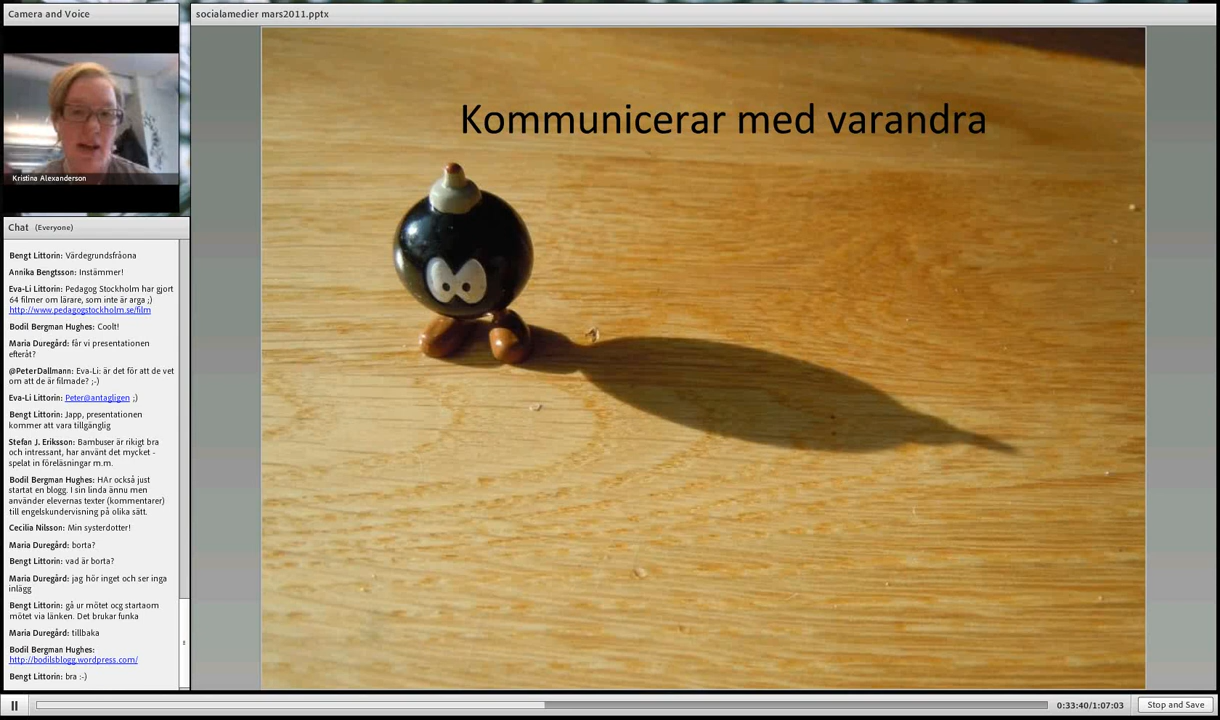 Camera and Voice
socialamedier mars2011.pptx
Kristina Alexanderson
Kommunicerar med varandra
Chat (Everyone)
Bengt Littorin: Värdegrundsfråona
Annika Bengtsson: Instämmer!
Eva-Li Littorin: Pedagog Stockholm har gjort
64 filmer om lärare, som inte är arga ;)
http://www.pedagogstockholm.se/film
Bodil Bergman Hughes: Coolt!
Maria Duregård: får vi presentationen
efteråt?
@PeterDallmann: Eva-Li: är det för att de vet
om att de är filmade? ;-)
Eva-Li Littorin: Peter@antagligen ;)
Bengt Littorin: Japp, presentationen
kommer att vara tillgänglig
Stefan J. Eriksson: Bambuser är rikigt bra
och intressant, har använt det mycket -
spelat in föreläsningar m.m.
Bodil Bergman Hughes: HAr också just
startat en blogg. I sin linda ännu men
använder elevernas texter (kommentarer)
till engelskundervisning på olika sätt.
Cecilia Nilsson: Min systerdotter!
Maria Duregård: borta?
Bengt Littorin: vad är borta?
Maria Duregård: jag hör inget och ser inga
inlägg
Bengt Littorin: gå ur mötet ocg startaom
mötet via länken. Det brukar funka
Maria Duregård: tillbaka
Bodil Bergman Hughes:
http://bodilsblogg.wordpress.com/
Bengt Littorin: bra :-)
0:33:40/1:07:03
Stop and Save